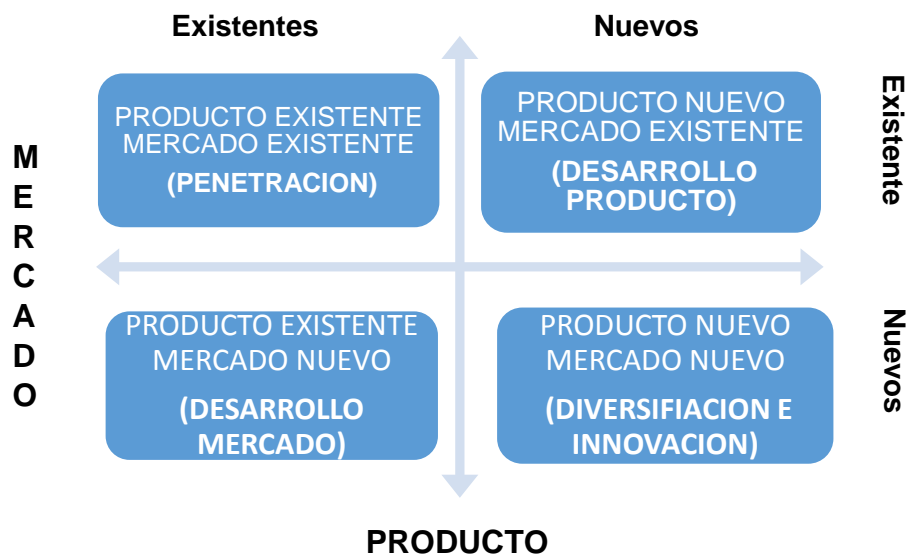 Existentes
Nuevos
PRODUCTO EXISTENTE
MERCADO EXISTENTE
(PENETRACION)
PRODUCTO NUEVO
MERCADO EXISTENTE
(DESARROLLO
PRODUCTO)
Existente
MERCADO
PRODUCTO EXISTENTE
MERCADO NUEVO
(DESARROLLO
MERCADO)
PRODUCTO NUEVO
MERCADO NUEVO
(DIVERSIFIACION E
INNOVACION)
Nuevos
PRODUCTO